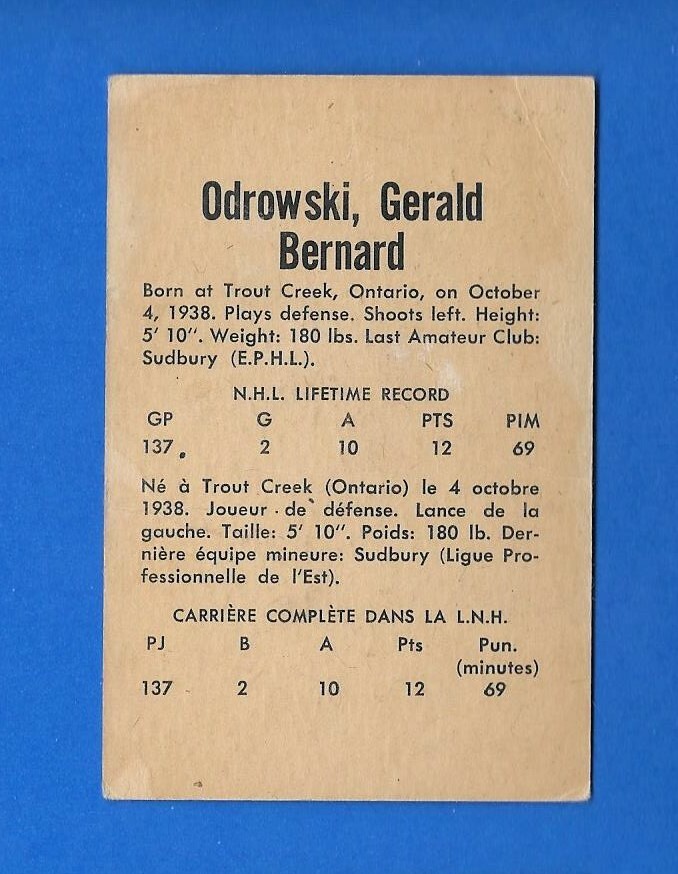 Odrowski, Gerald
Bernard
Born at Trout Creek, Ontario, on October
4, 1938. Plays defense. Shoots left. Height:
5' 10". Weight: 180 lbs. Last Amateur Club:
Sudbury (E.P.H.L.).
N.H.L. LIFETIME RECORD
GP G A PTS PIM
137 2 10 12 69
Né à Trout Creek (Ontario) le 4 octobre
1938. Joueur de défense. Lance de la
gauche. Taille: 5' 10". Poids: 180 lb. Der-
nière équipe mineure: Sudbury (Ligue Pro-
fessionnelle de l'Est).
CARRIÈRE COMPLÈTE DANS LA L.N.H.
PJ B A Pts Pun.
(minutes)
137 2 10 12 69